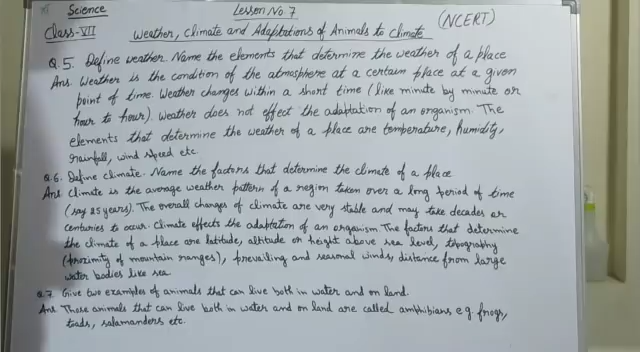 Science
Lesson No 7
(NCERT)
Class-VII
Weather, Climate and Adaptations of Animals to Climate
Q.5. Define weather. Name the elements that determine the weather of a place
Ans. Weather is the condition of the atmosphere at a certain place at a given
point of time. Weather changes within a short time (like minute by minute or
hour to hour). Weather does not effect the adaptation of an organism. The
elements that determine the weather of a place are temperature, humidity,
rainfall, wind speed etc.
Q.6. Define climate. Name the factors that determine the climate of a place
Ans Climate is the average weather pattern of a region taken over a long period of time
(say 25 years). The overall changes of climate are very stable and may take decades or
centuries to occur. Climate effects the adaptation of an organism The factors that determine
the climate of a place are latitude, altitude or height above sea level, topography
(proximity of mountain ranges), prevailing and seasonal winds, distance from large
water bodies like sea.
Q.7. Give two examples of animals that can live both in water and on land.
Ans Those animals that can live both in water and on land are called amphibians e.g. frogs,
toads, salamanders etc.